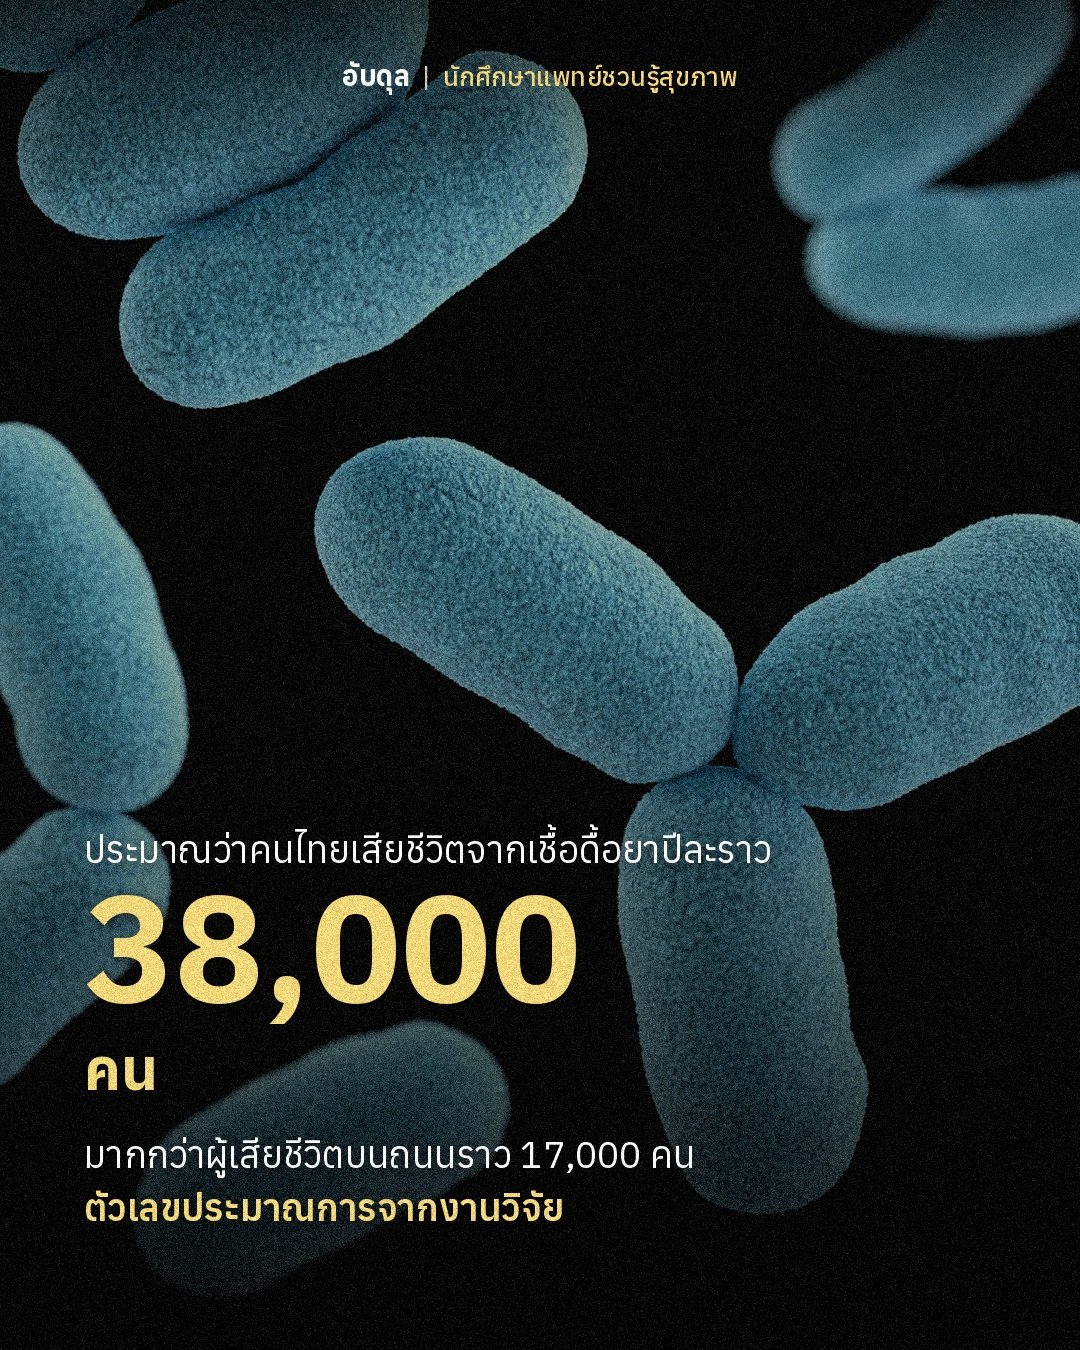 อับดุล | นักศึกษาแพทย์ชวนรู้สุขภาพ
ประมาณว่าคนไทยเสียชีวิตจากเชื้อดื้อยาปีละราว
38,000
คน
มากกว่าผู้เสียชีวิตบนถนนราว 17,000 คน
ตัวเลขประมาณการจากงานวิจัย